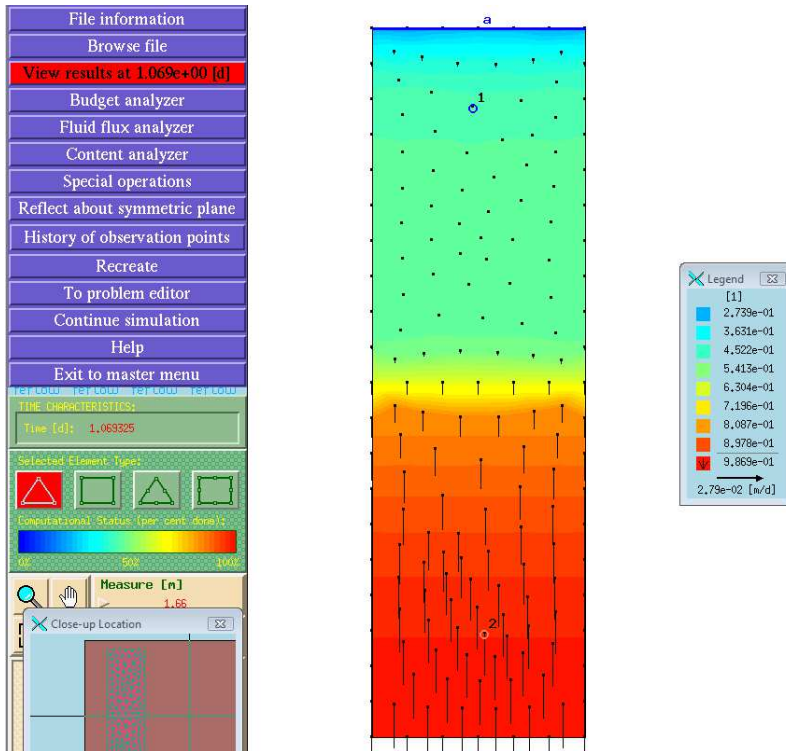 File information
Browse file
View results at 1.069e+00 [d]
Budget analyzer
Fluid flux analyzer
Content analyzer
Special operations
Reflect about symmetric plane
History of observation points
Recreate
To problem editor
Continue simulation
Help
Exit to master menu
TIME CHARACTERISTICS:
Time [d]: 1.069325
Selected Element Type:
Computational Status (per cent done):
0% 50% 100%
Measure [m]
1.66
Close-up Location
a
1
2
Legend
[1]
2.739e-01
3.631e-01
4.522e-01
5.413e-01
6.304e-01
7.196e-01
8.087e-01
8.978e-01
9.869e-01
2.79e-02 [m/d]